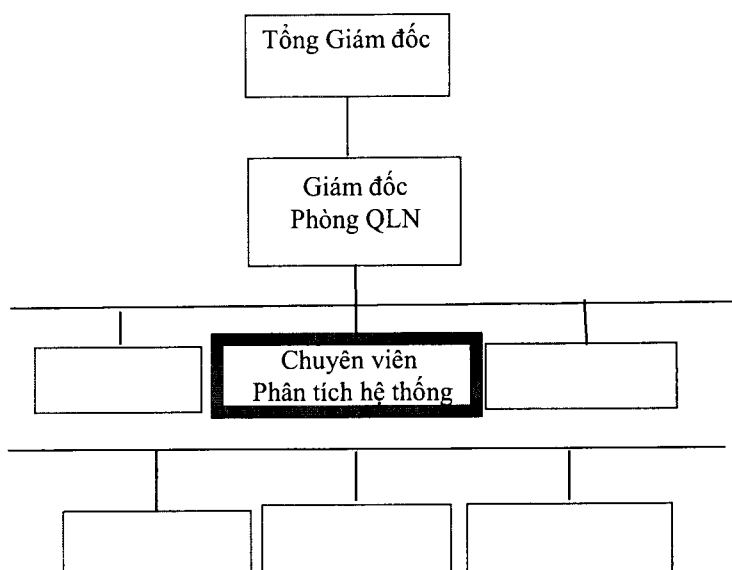 Tổng Giám đốc
Giám đốc
Phòng QLN
Chuyên viên
Phân tích hệ thống